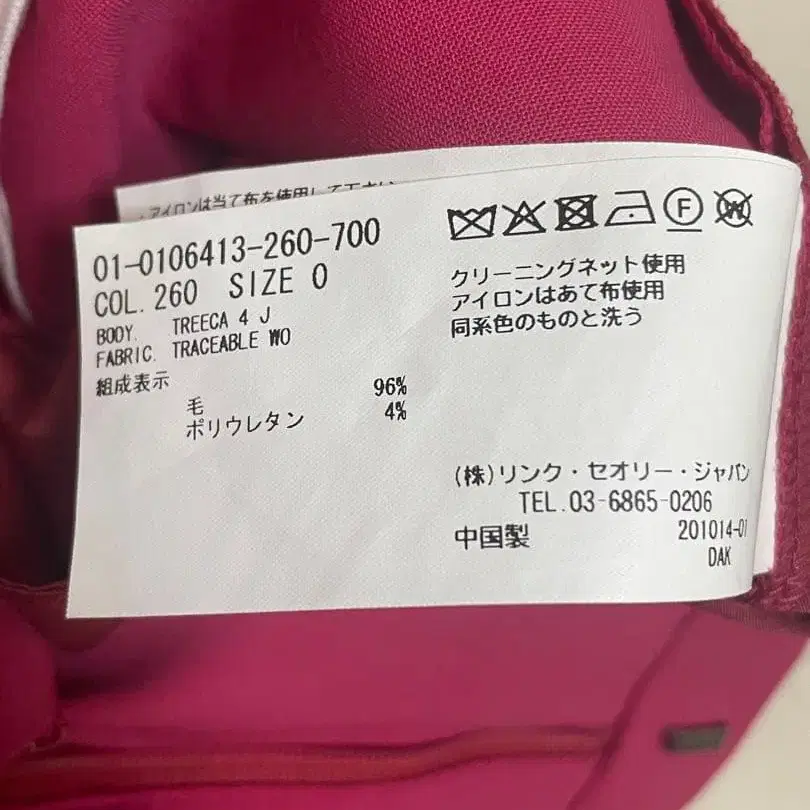 ・アイロンは当て布を使用して下さい
01-0106413-260-700
COL. 260 SIZE 0
BODY. TREECA 4 J
FABRIC. TRACEABLE WO
組成表示
毛 96%
ポリウレタン 4%
F
W
クリーニングネット使用
アイロンはあて布使用
同系色のものと洗う
(株)リンク・セオリー・ジャパン
TEL.03-6865-0206
中国製 201014-01
DAK